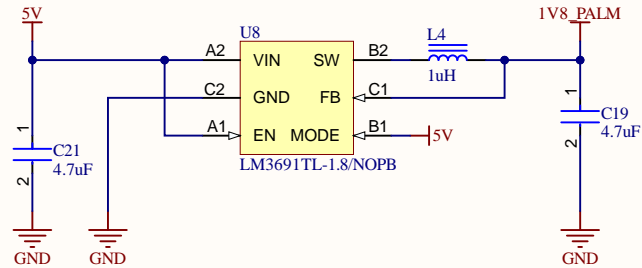 5V
U8
L4
1V8_PALM
A2
VIN
SW
B2
1uH
C2
GND
FB
C1
A1
EN
MODE
B1
5V
LM3691TL-1.8/NOPB
1
C21
4.7uF
2
1
C19
4.7uF
2
GND
GND
GND